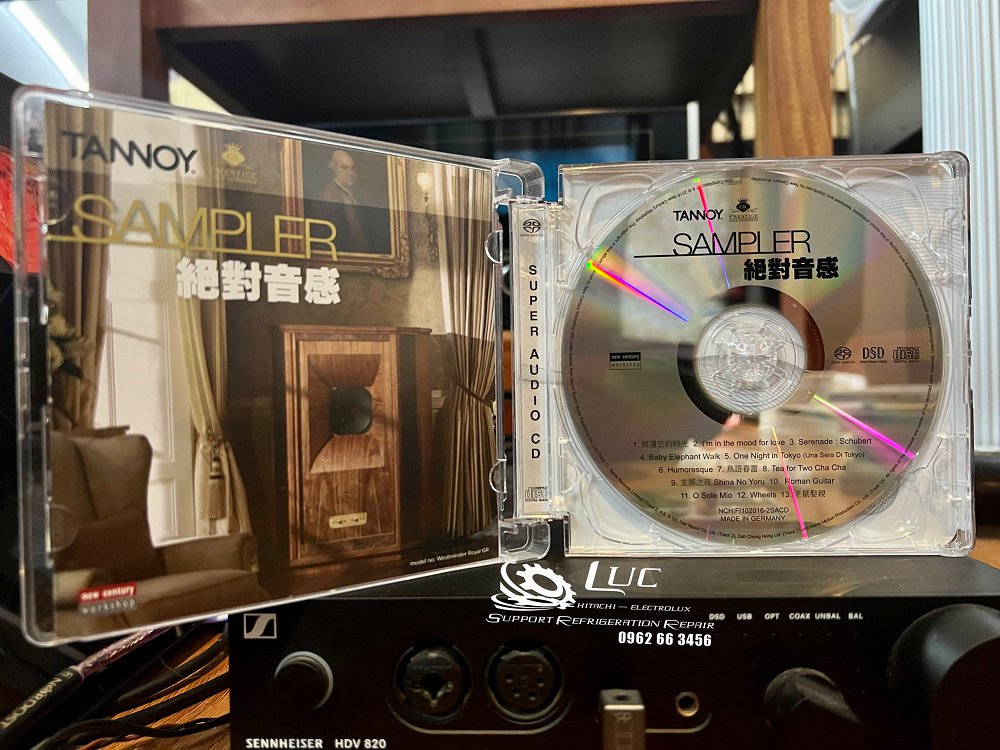 TANNOY
PRESTIGE
SAMPLER
絕對音感
model no: Westminster Royal GR
new century
workshop
SUPER AUDIO CD
TANNOY
PRESTIGE
SAMPLER
絕對音感
new century
workshop
DSD
1. 被遺忘的時光 2. I'm in the mood for love 3. Serenade : Schubert
4. Baby Elephant Walk 5. One Night in Tokyo (Una Sera Di Tokyo)
6. Humoresque 7. 鳥語春雷 8. Tea for Two Cha Cha
9. 支那之夜 Shina No Yoru 10. Roman Guitar
11. O Sole Mio 12. Wheels 13. 老鼠娶親
NCHiFI102016-2SACD
MADE IN GERMANY
LUC
HITACHI — ELECTROLUX
SUPPORT REFRIGERATION REPAIR
0962 66 3456
DSD USB OPT COAX UNBAL BAL
SENNHEISER HDV 820